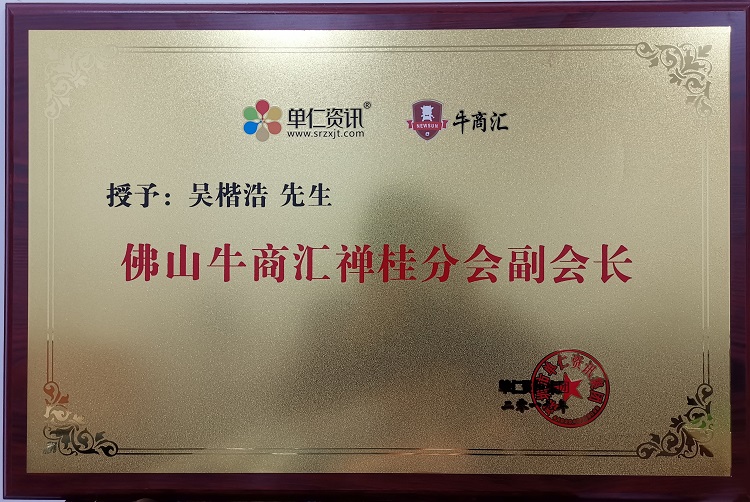 单仁资讯®
www.srzxjt.com
NEWSUN
牛商汇
授予：吴楷浩 先生
佛山牛商汇禅桂分会副会长